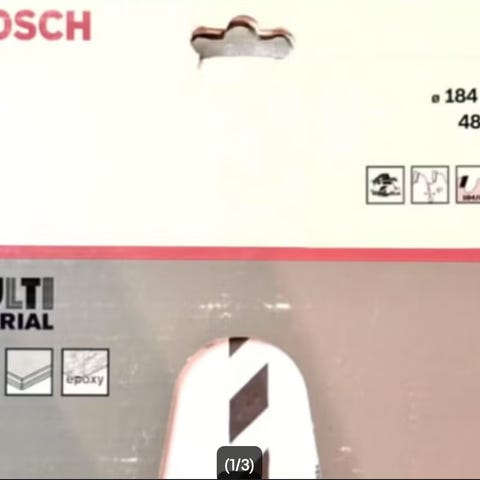 OSCH
ø 184
48
ULTI
RIAL
epoxy
(1/3)